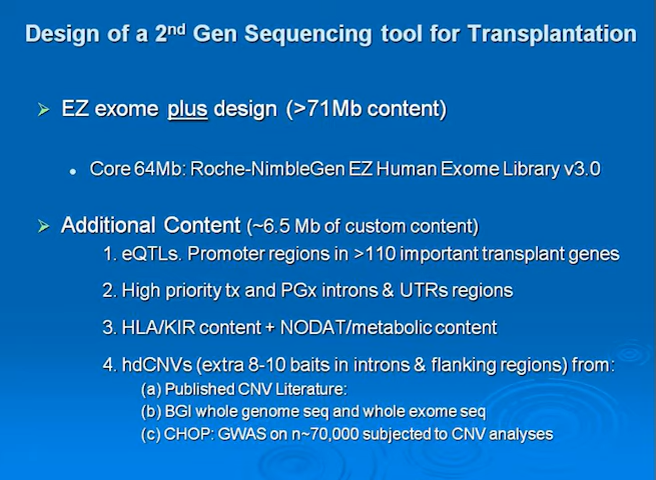 Design of a 2nd Gen Sequencing tool for Transplantation
EZ exome plus design (>71Mb content)
Core 64Mb: Roche-NimbleGen EZ Human Exome Library v3.0
Additional Content (~6.5 Mb of custom content)
1. eQTLs. Promoter regions in >110 important transplant genes
2. High priority tx and PGx introns & UTRs regions
3. HLA/KIR content + NODAT/metabolic content
4. hdCNVs (extra 8-10 baits in introns & flanking regions) from:
(a) Published CNV Literature:
(b) BGI whole genome seq and whole exome seq
(c) CHOP: GWAS on n~70,000 subjected to CNV analyses